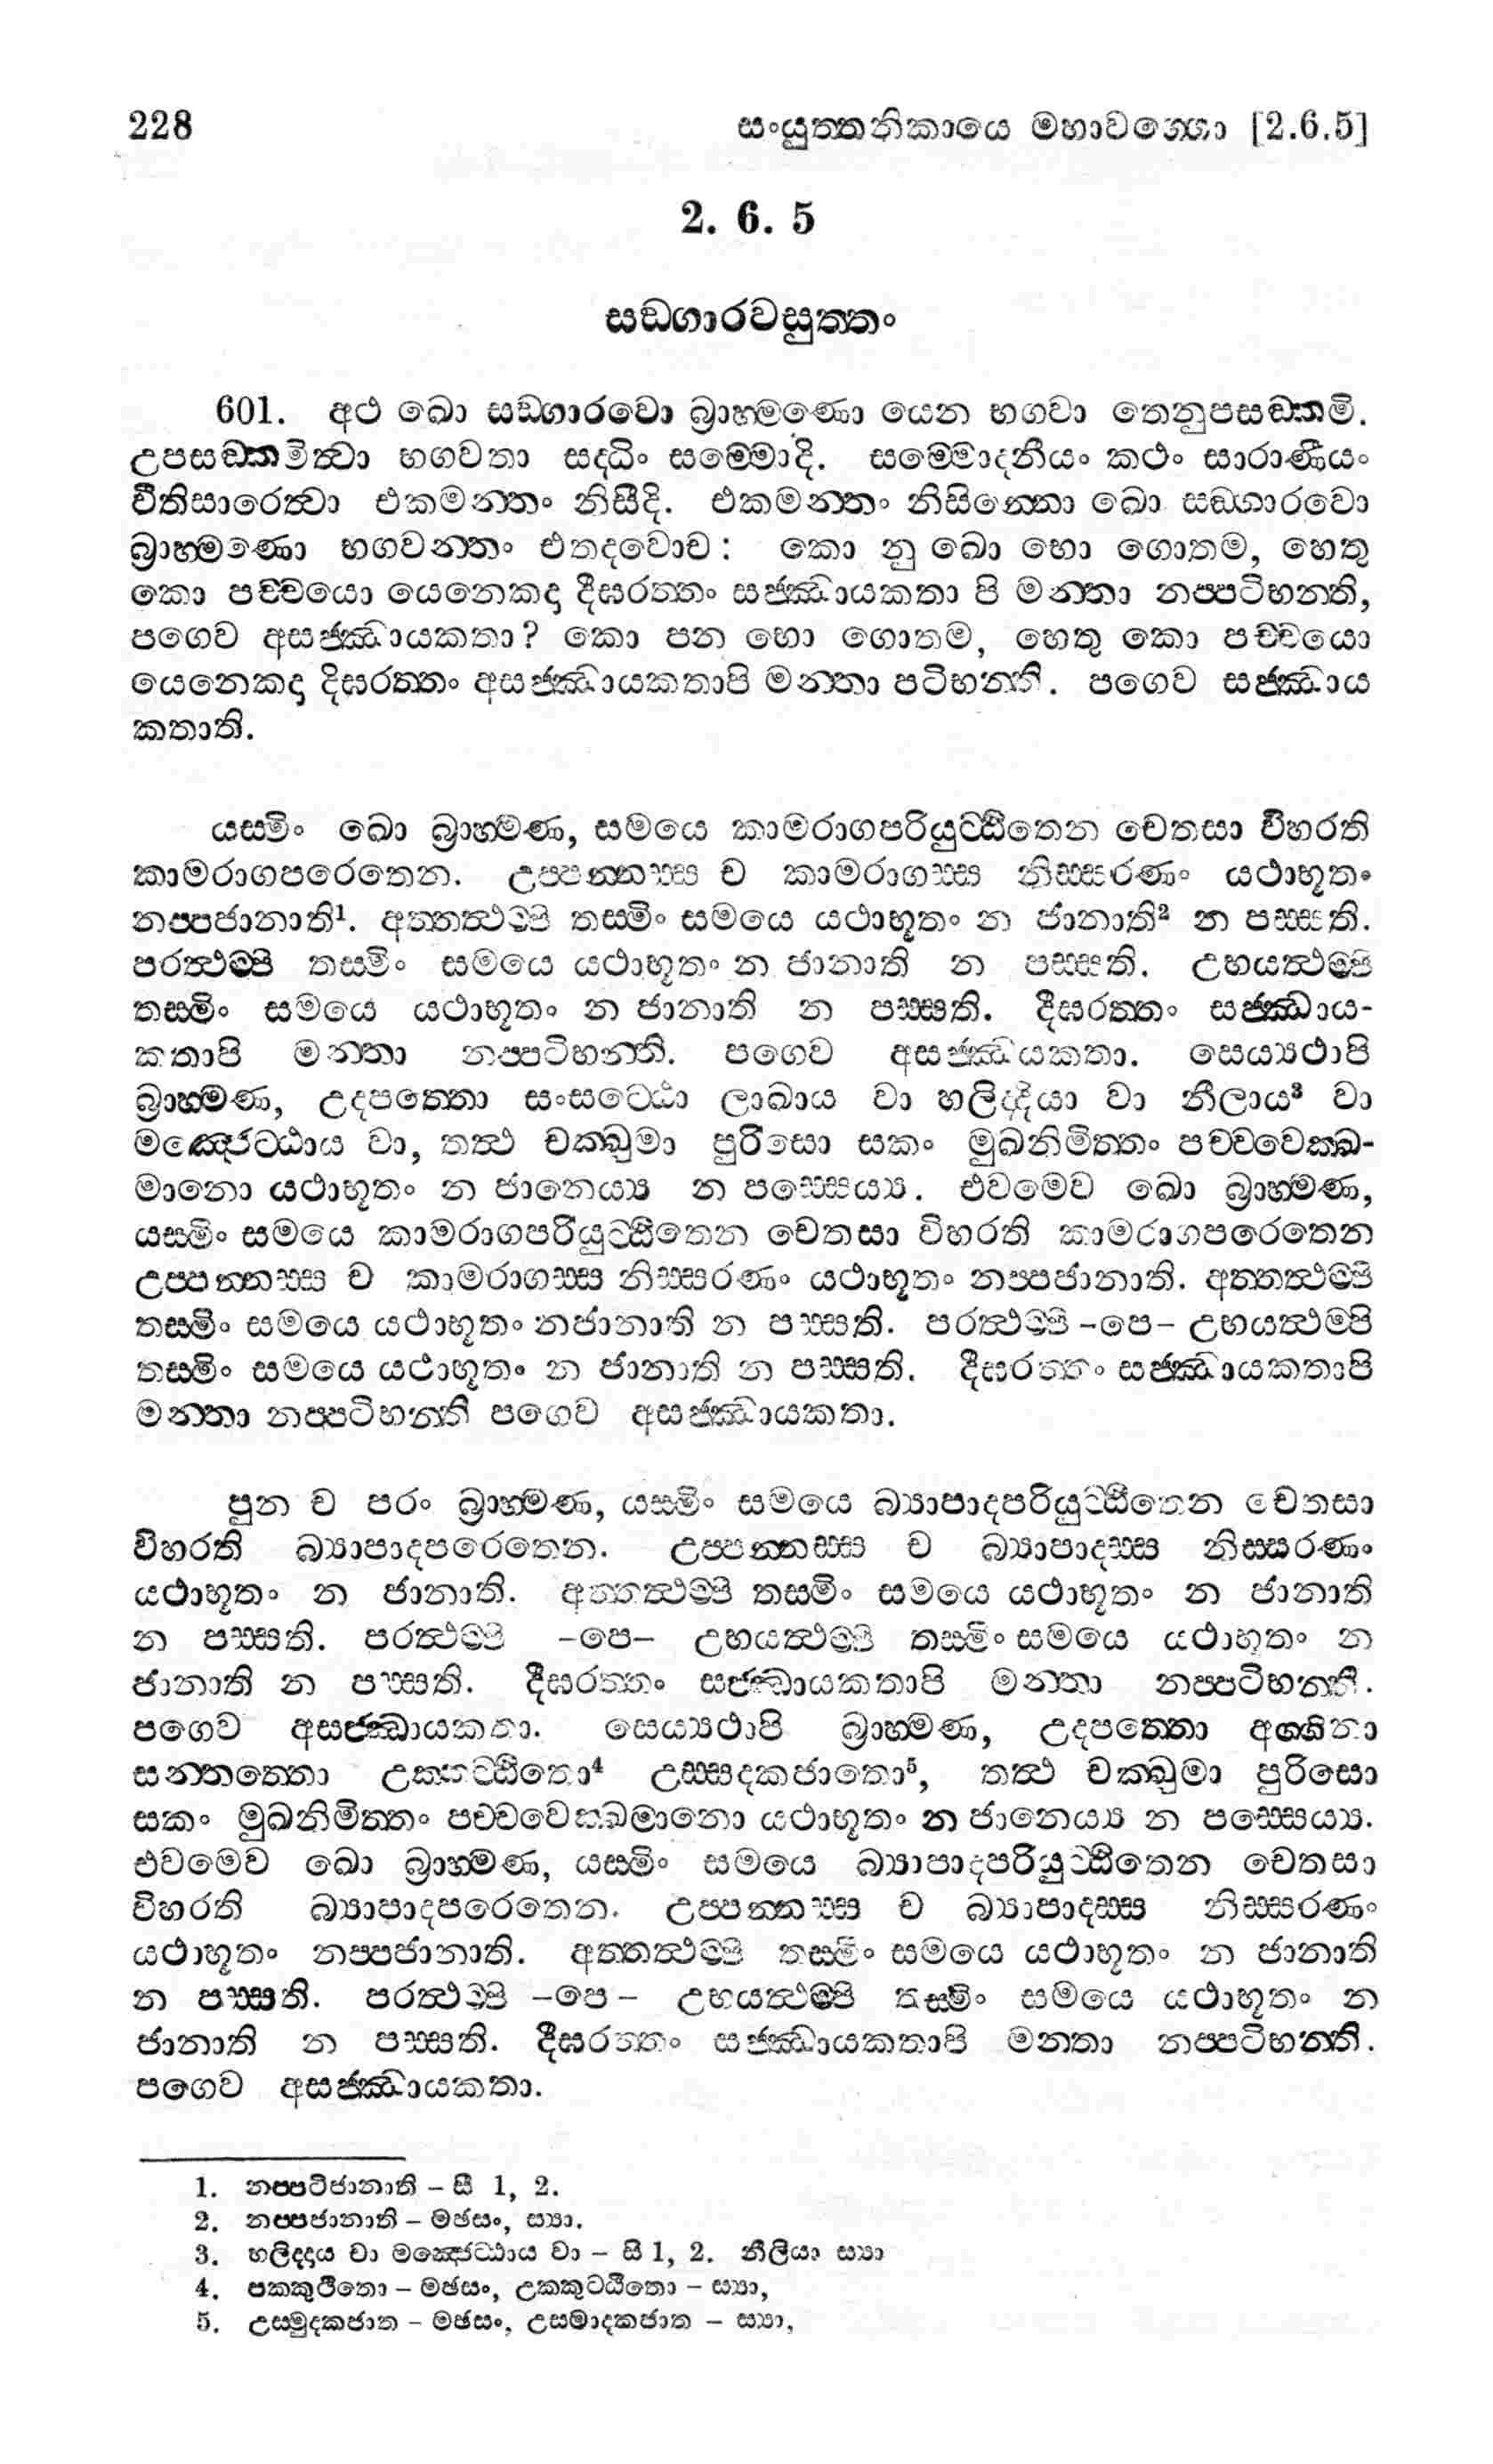 228 සංයුත්තනිකායෙ මහාවග්ගො [2.6.5]
2. 6. 5
සඞ්ගාරවසුත්තං
601. අථ ඛො සඞ්ගාරවො බ්‍රාහ්මණො යෙන භගවා තෙනුපසඞ්කමි.
උපසඞ්කමිත්වා භගවතා සද්ධිං සම්මොදි. සම්මොදනීයං කථං සාරාණීයං
වීතිසාරෙත්වා එකමන්තං නිසීදි. එකමන්තං නිසින්නො ඛො සඞ්ගාරවො
බ්‍රාහ්මණො භගවන්තං එතදවොච: කො නු ඛො භො ගොතම, හෙතු
කො පච්චයො යෙනෙකදා දීඝරත්තං සජ්ඣායකතා පි මන්තා නප්පටිභන්ති,
පගෙව අසජ්ඣායකතා? කො පන භො ගොතම, හෙතු කො පච්චයො
යෙනෙකදා දිඝරත්තං අසජ්ඣායකතාපි මන්තා පටිභන්ති. පගෙව සජ්ඣාය
කතාති.
යස්මිං ඛො බ්‍රාහ්මණ, සමයෙ කාමරාගපරියුට්ඨිතෙන චෙතසා විහරති
කාමරාගපරෙතෙන. උප්පන්නස්ස ච කාමරාගස්ස නිස්සරණං යථාභූතං
නප්පජානාති¹. අත්තත්ථම්පි තස්මිං සමයෙ යථාභූතං න ජානාති² න පස්සති.
පරත්ථම්පි තස්මිං සමයෙ යථාභූතං න ජානාති න පස්සති. උභයත්ථම්පි
තස්මිං සමයෙ යථාභූතං න ජානාති න පස්සති. දීඝරත්තං සජ්ඣාය-
කතාපි මන්තා නප්පටිභන්ති. පගෙව අසජ්ඣායකතා. සෙය්‍යථාපි
බ්‍රාහ්මණ, උදපත්තො සංසට්ඨො ලාඛාය වා හලිද්දියා වා නීලාය³ වා
මඤ්ජෙට්ඨාය වා, තත්ථ චක්ඛුමා පුරිසො සකං මුඛනිමිත්තං පච්චවෙක්ඛ-
මානො යථාභූතං න ජානෙය්‍ය න පස්සෙය්‍ය. එවමෙව ඛො බ්‍රාහ්මණ,
යස්මිං සමයෙ කාමරාගපරියුට්ඨිතෙන චෙතසා විහරති කාමරාගපරෙතෙන
උප්පන්නස්ස ච කාමරාගස්ස නිස්සරණං යථාභූතං නප්පජානාති. අත්තත්ථම්පි
තස්මිං සමයෙ යථාභූතං නජානාති න පස්සති. පරත්ථම්පි -පෙ- උභයත්ථම්පි
තස්මිං සමයෙ යථාභූතං න ජානාති න පස්සති. දීඝරත්තං සජ්ඣායකතාපි
මන්තා නප්පටිභන්ති පගෙව අසජ්ඣායකතා.
පුන ච පරං බ්‍රාහ්මණ, යස්මිං සමයෙ බ්‍යාපාදපරියුට්ඨිතෙන චෙතසා
විහරති බ්‍යාපාදපරෙතෙන. උප්පන්නස්ස ච බ්‍යාපාදස්ස නිස්සරණං
යථාභූතං න ජානාති. අත්තත්ථම්පි තස්මිං සමයෙ යථාභූතං න ජානාති
න පස්සති. පරත්ථම්පි -පෙ- උභයත්ථම්පි තස්මිං සමයෙ යථාභූතං න
ජානාති න පස්සති. දීඝරත්තං සජ්ඣායකතාපි මන්තා නප්පටිභන්ති.
පගෙව අසජ්ඣායකතා. සෙය්‍යථාපි බ්‍රාහ්මණ, උදපත්තො අග්ගිනා
සන්තත්තො උක්කට්ඨිතො⁴ උස්සදකජාතො⁵, තත්ථ චක්ඛුමා පුරිසො
සකං මුඛනිමිත්තං පච්චවෙක්ඛමානො යථාභූතං න ජානෙය්‍ය න පස්සෙය්‍ය.
එවමෙව ඛො බ්‍රාහ්මණ, යස්මිං සමයෙ බ්‍යාපාදපරියුට්ඨිතෙන චෙතසා
විහරති බ්‍යාපාදපරෙතෙන. උප්පන්නස්ස ච බ්‍යාපාදස්ස නිස්සරණං
යථාභූතං නප්පජානාති. අත්තත්ථම්පි තස්මිං සමයෙ යථාභූතං න ජානාති
න පස්සති. පරත්ථම්පි -පෙ- උභයත්ථම්පි තස්මිං සමයෙ යථාභූතං න
ජානාති න පස්සති. දීඝරත්තං සජ්ඣායකතාපි මන්තා නප්පටිභන්ති.
පගෙව අසජ්ඣායකතා.
1. නප්පටිජානාති – සී 1, 2.
2. නප්පජානාති – මඡසං, ස්‍යා.
3. හලිද්දාය වා මඤ්ජෙට්ඨාය වා – සි 1, 2. නීලියා ස්‍යා
4. පක්කුථිතො – මඡසං, උක්කුට්ඨිතො – ස්‍යා,
5. උස්මුදකජාත – මඡසං, උස්මාදකජාත – ස්‍යා,